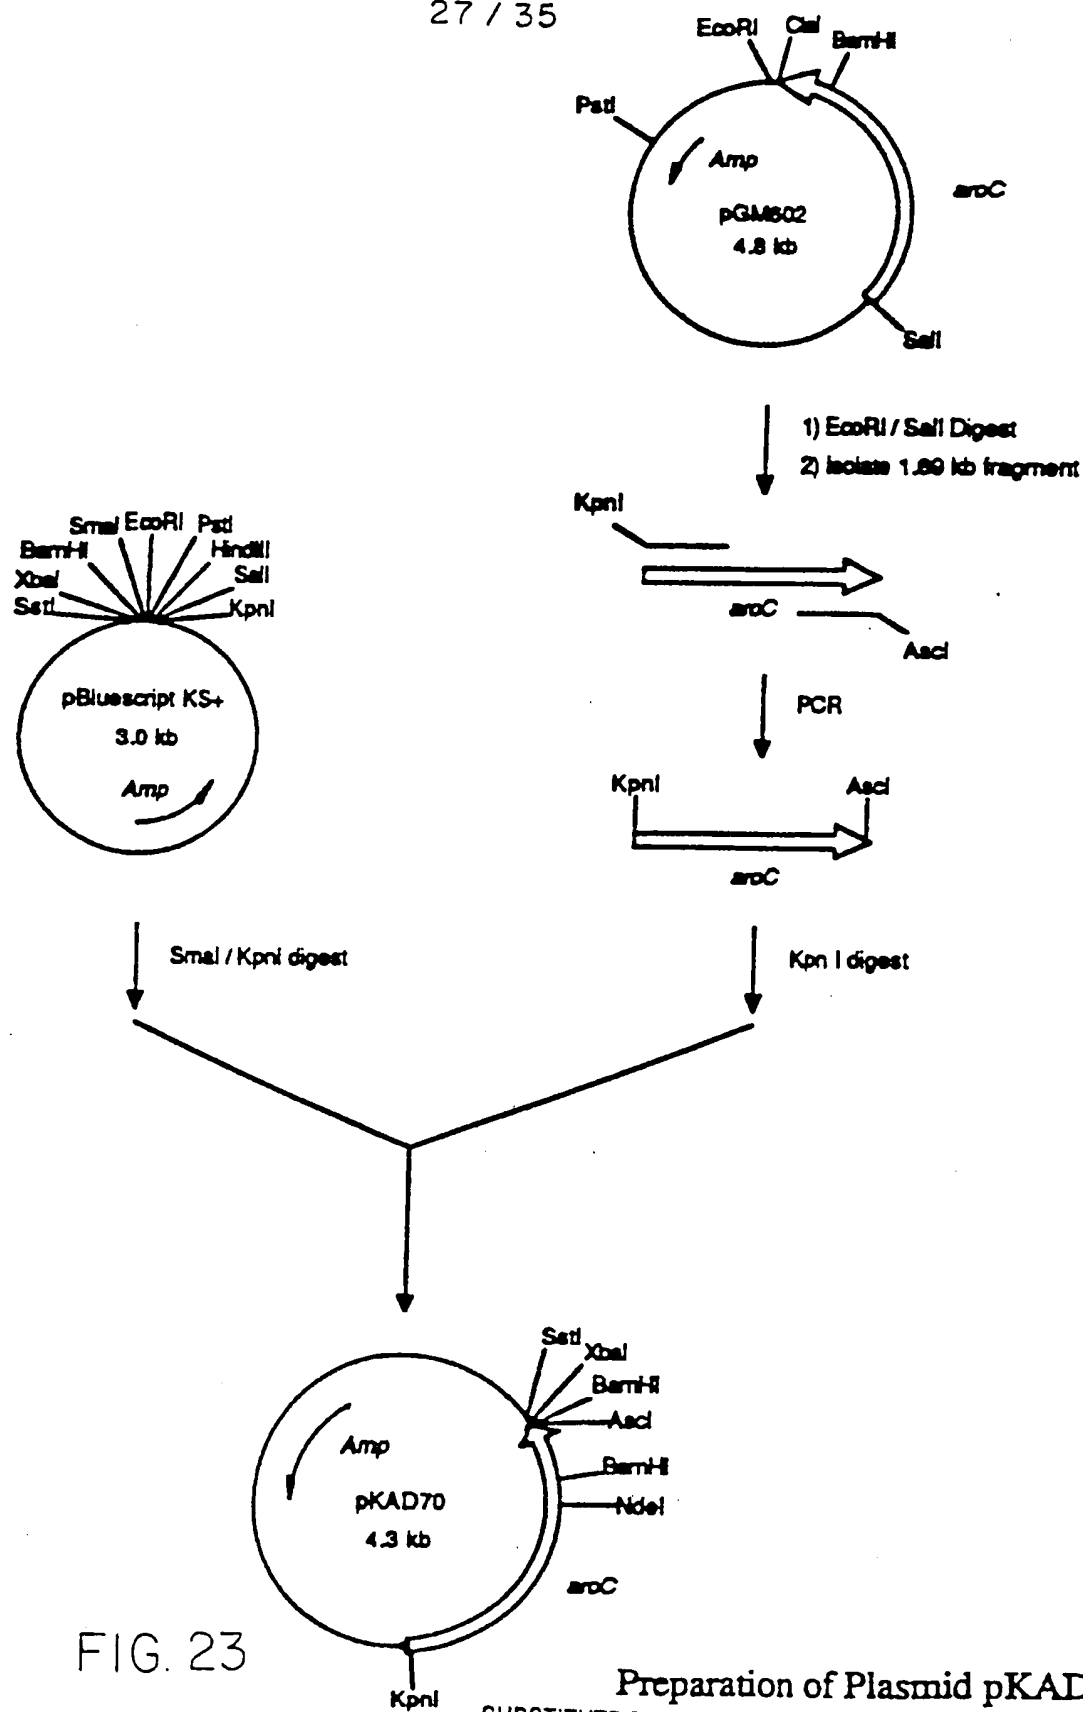 27 / 35
EcoRI ClaI BamHI
PstI
Amp
pGM602
4.8 kb
aroC
SalI
1) EcoRI / SalI Digest
2) Isolate 1.69 kb fragment
KpnI
aroC
AscI
PCR
KpnI AscI
aroC
Kpn I digest
SmaI EcoRI PstI
BamHI HindIII
XbaI SalI
SstI KpnI
pBluescript KS+
3.0 kb
Amp
SmaI / KpnI digest
SstI
XbaI
BamHI
AscI
BamHI
NdeI
Amp
pKAD70
4.3 kb
aroC
KpnI
FIG. 23
Preparation of Plasmid pKAD